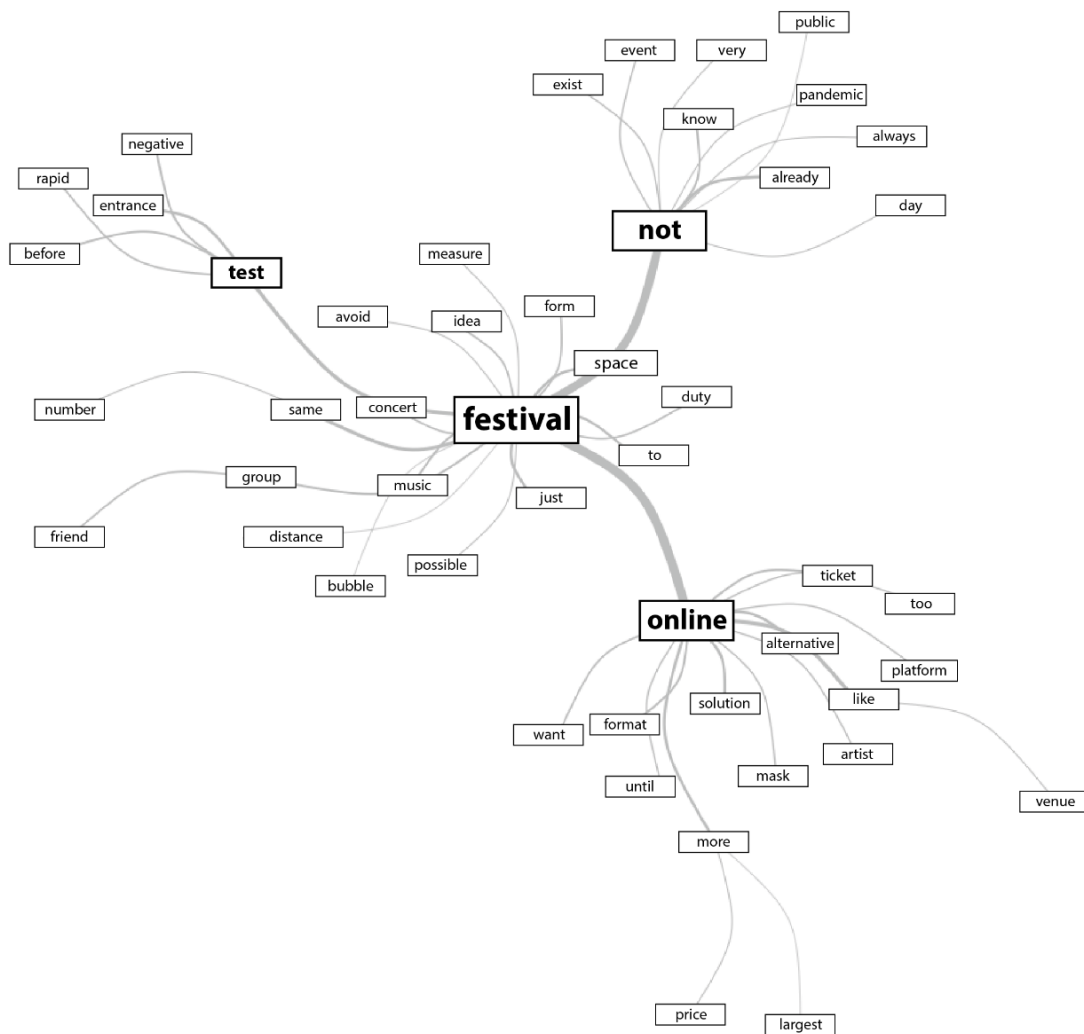 public
event
very
exist
pandemic
know
always
negative
already
rapid
entrance
day
not
before
measure
test
form
avoid
idea
space
duty
number
same
concert
festival
to
group
music
just
friend
distance
possible
bubble
ticket
too
online
alternative
platform
like
solution
format
want
artist
mask
until
venue
more
price
largest